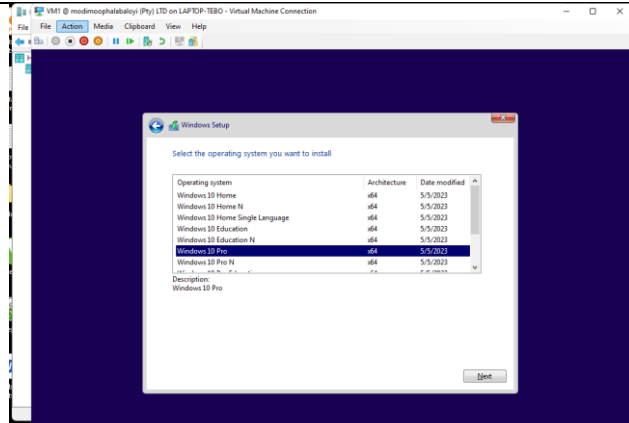 VM1 @ modimoophalabaloyi (Pty) LTD on LAPTOP-TEBO - Virtual Machine Connection
File
File Action Media Clipboard View Help
Windows Setup
Select the operating system you want to install
Operating system Architecture Date modified
Windows 10 Home x64 5/5/2023
Windows 10 Home N x64 5/5/2023
Windows 10 Home Single Language x64 5/5/2023
Windows 10 Education x64 5/5/2023
Windows 10 Education N x64 5/5/2023
Windows 10 Pro x64 5/5/2023
Windows 10 Pro N x64 5/5/2023
Description:
Windows 10 Pro
Next